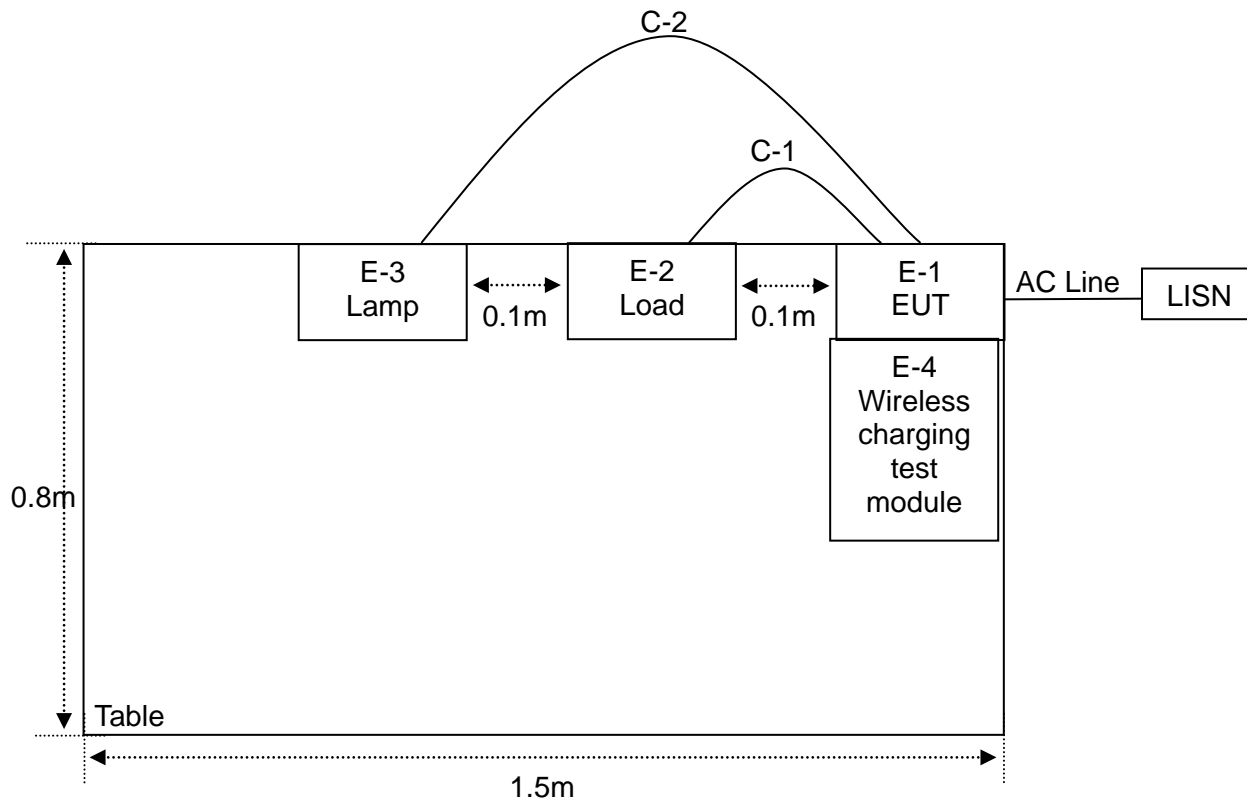 C-2
C-1
E-3
Lamp
0.1m
E-2
Load
0.1m
E-1
EUT
AC Line
LISN
E-4
Wireless
charging
test
module
0.8m
Table
1.5m